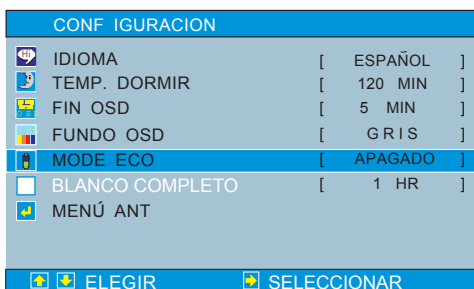 CONF IGURACION
IDIOMA [ ESPAÑOL ]
TEMP. DORMIR [ 120 MIN ]
FIN OSD [ 5 MIN ]
FUNDO OSD [ GRIS ]
MODE ECO [ APAGADO ]
BLANCO COMPLETO [ 1 HR ]
MENÚ ANT
ELEGIR SELECCIONAR